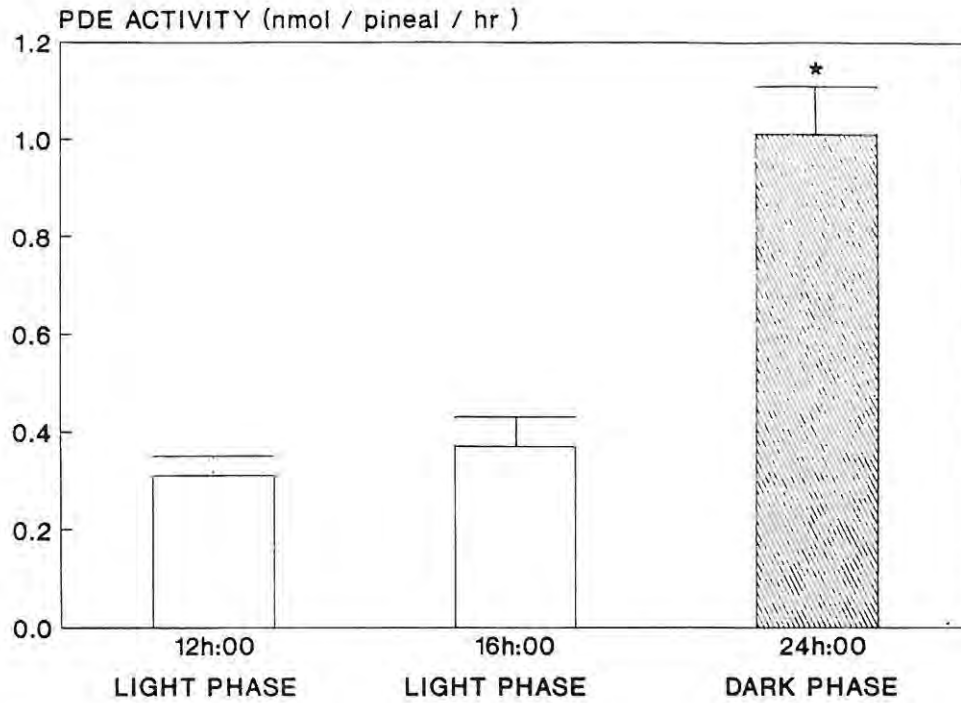 PDE ACTIVITY (nmol / pineal / hr )
1.2
1.0
0.8
0.6
0.4
0.2
0.0
*
12h:00 16h:00 24h:00
LIGHT PHASE LIGHT PHASE DARK PHASE